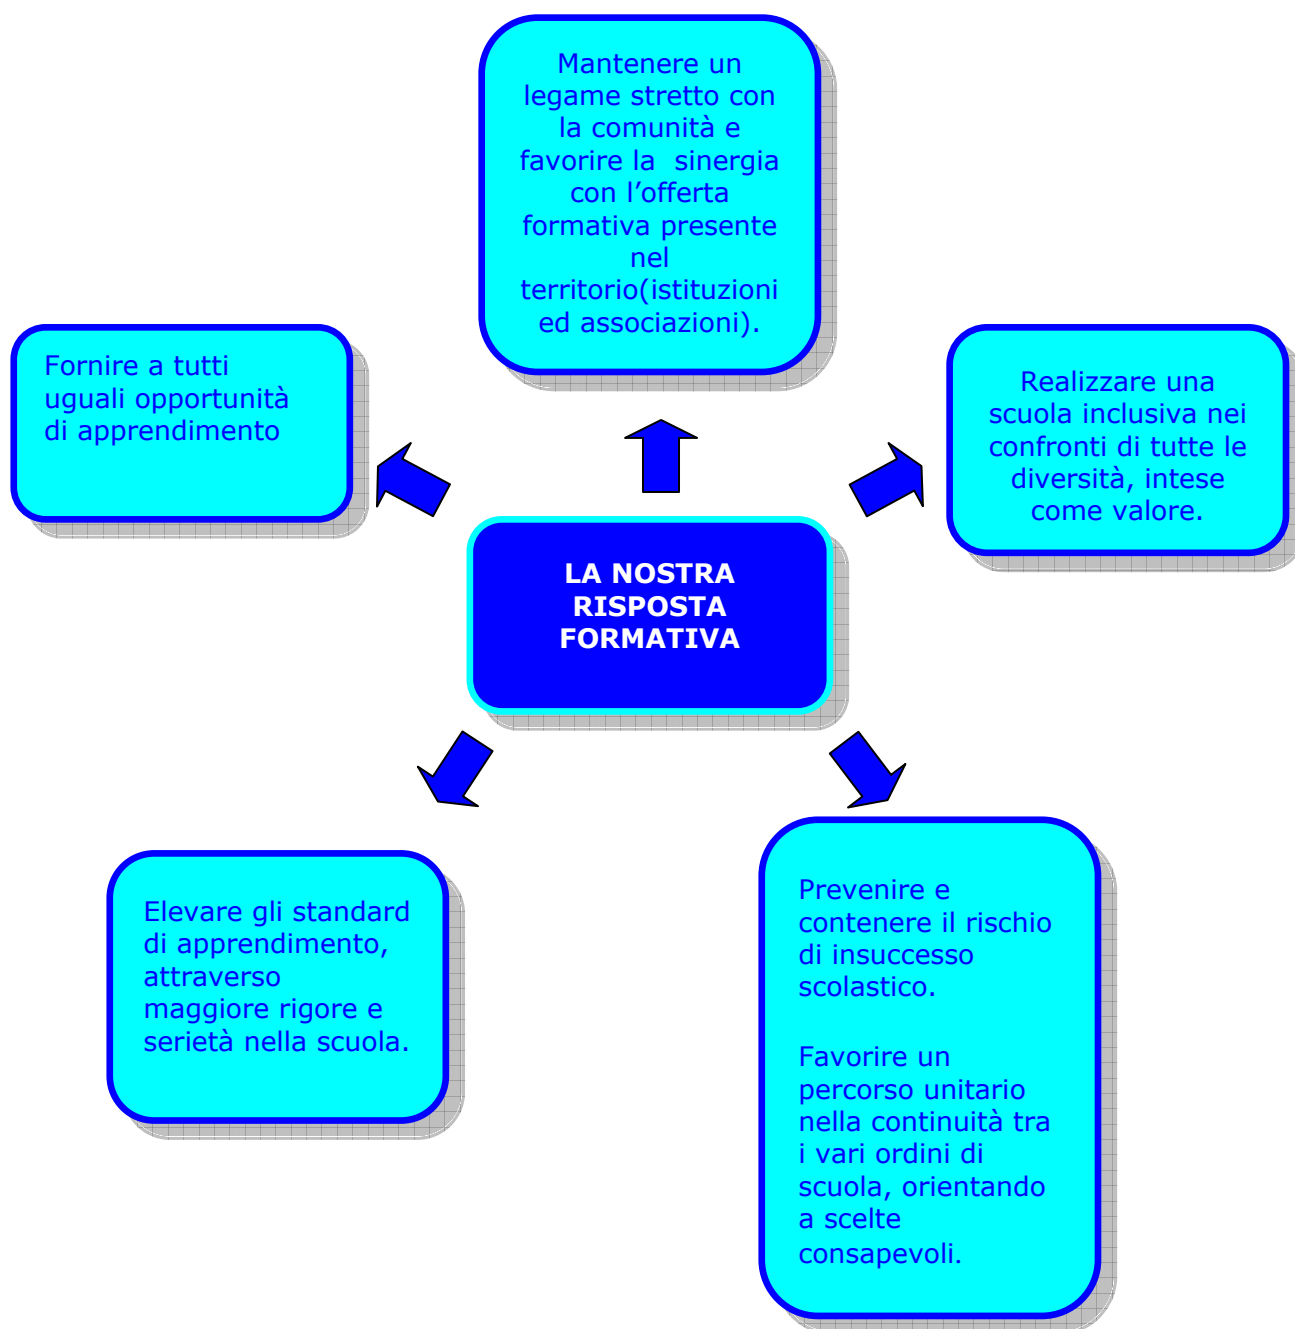 Mantenere un
legame stretto con
la comunità e
favorire la  sinergia
con l’offerta
formativa presente
nel
territorio(istituzioni
ed associazioni).
Fornire a tutti
uguali opportunità
di apprendimento
Realizzare una
scuola inclusiva nei
confronti di tutte le
diversità, intese
come valore.
LA NOSTRA
RISPOSTA
FORMATIVA
Elevare gli standard
di apprendimento,
attraverso
maggiore rigore e
serietà nella scuola.
Prevenire e
contenere il rischio
di insuccesso
scolastico.
Favorire un
percorso unitario
nella continuità tra
i vari ordini di
scuola, orientando
a scelte
consapevoli.